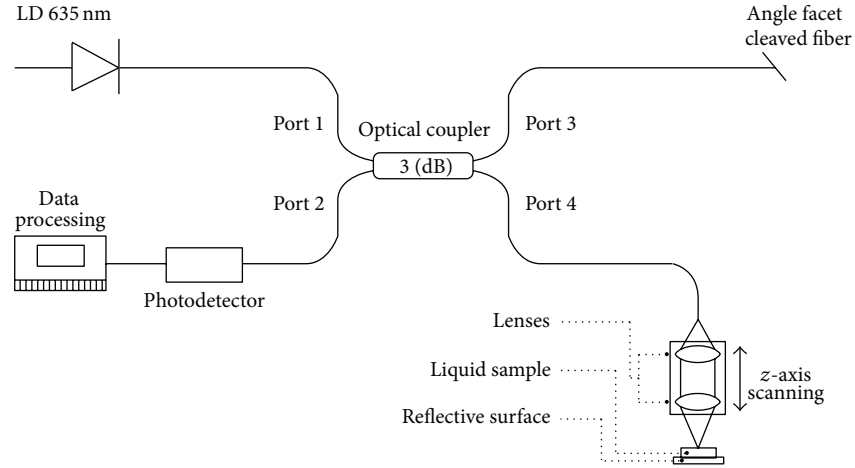 LD 635 nm
Angle facet
cleaved fiber
Port 1
Optical coupler
Port 3
3 (dB)
Port 2
Port 4
Data
processing
Photodetector
Lenses
Liquid sample
Reflective surface
z-axis
scanning